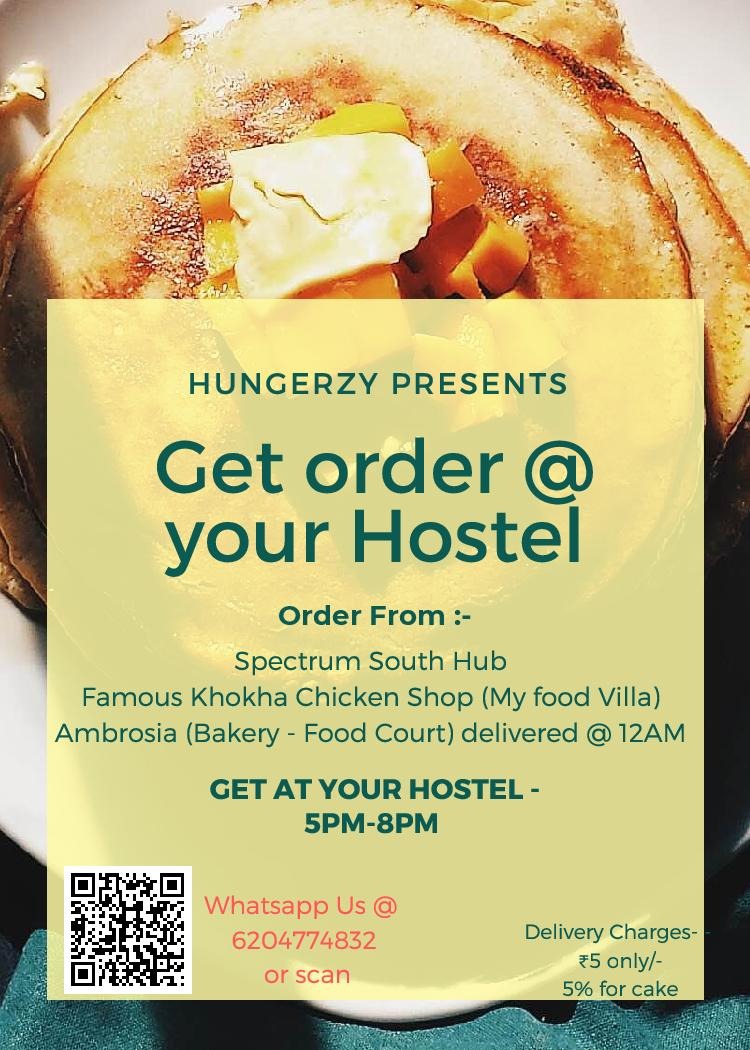 HUNGERZY PRESENTS
Get order @
your Hostel
Order From :-
Spectrum South Hub
Famous Khokha Chicken Shop (My food Villa)
Ambrosia (Bakery - Food Court) delivered @ 12AM
GET AT YOUR HOSTEL -
5PM-8PM
Whatsapp Us @
6204774832
or scan
Delivery Charges- -
₹5 only/-
5% for cake